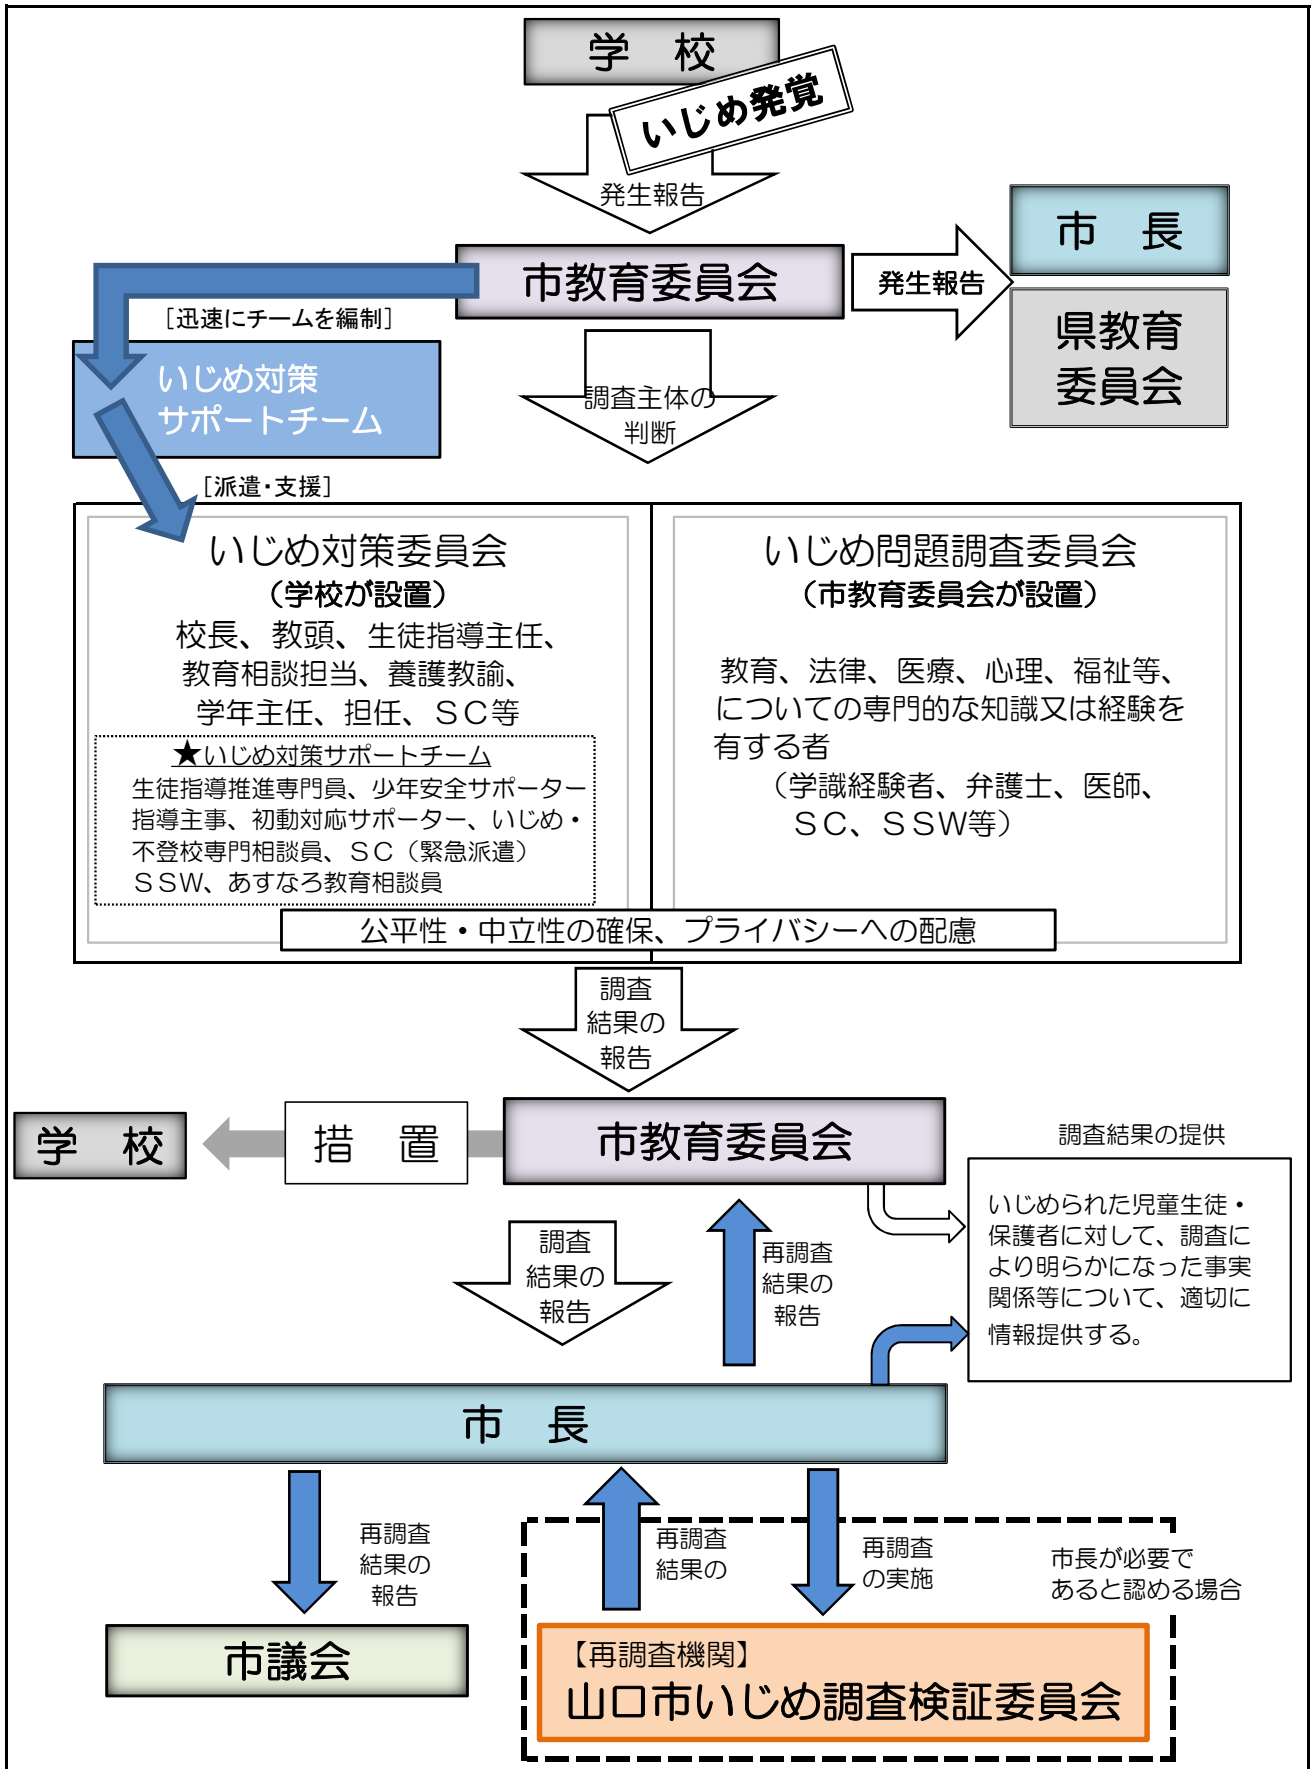 学　校
いじめ発覚
発生報告
市教育委員会
発生報告
市　長
県教育
委員会
［迅速にチームを編制］
いじめ対策
サポートチーム
調査主体の
判断
［派遣・支援］
いじめ対策委員会
（学校が設置）
校長、教頭、生徒指導主任、
教育相談担当、養護教諭、
学年主任、担任、ＳＣ等
★いじめ対策サポートチーム
生徒指導推進専門員、少年安全サポーター
指導主事、初動対応サポーター、いじめ・
不登校専門相談員、ＳＣ（緊急派遣）
ＳＳＷ、あすなろ教育相談員
いじめ問題調査委員会
（市教育委員会が設置）
教育、法律、医療、心理、福祉等、
についての専門的な知識又は経験を
有する者
（学識経験者、弁護士、医師、
ＳＣ、ＳＳＷ等）
公平性・中立性の確保、プライバシーへの配慮
調査
結果の
報告
学　校
措　置
市教育委員会
調査結果の提供
いじめられた児童生徒・
保護者に対して、調査に
より明らかになった事実
関係等について、適切に
情報提供する。
調査
結果の
報告
再調査
結果の
報告
市　長
再調査
結果の
報告
再調査
結果の
再調査
の実施
市長が必要で
あると認める場合
市議会
【再調査機関】
山口市いじめ調査検証委員会